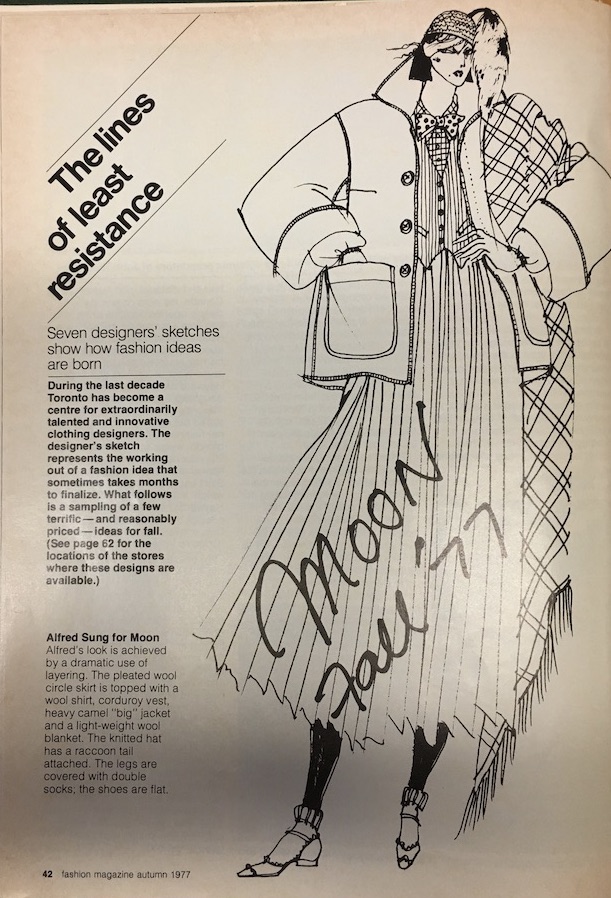 The lines
of least
resistance
Seven designers' sketches
show how fashion ideas
are born
During the last decade
Toronto has become a
centre for extraordinarily
talented and innovative
clothing designers. The
designer's sketch
represents the working
out of a fashion idea that
sometimes takes months
to finalize. What follows
is a sampling of a few
terrific—and reasonably
priced—ideas for fall.
(See page 62 for the
locations of the stores
where these designs are
available.)
Alfred Sung for Moon
Alfred's look is achieved
by a dramatic use of
layering. The pleated wool
circle skirt is topped with a
wool shirt, corduroy vest,
heavy camel "big" jacket
and a light-weight wool
blanket. The knitted hat
has a raccoon tail
attached. The legs are
covered with double
socks; the shoes are flat.
Moon
Fall '77
42 fashion magazine autumn 1977